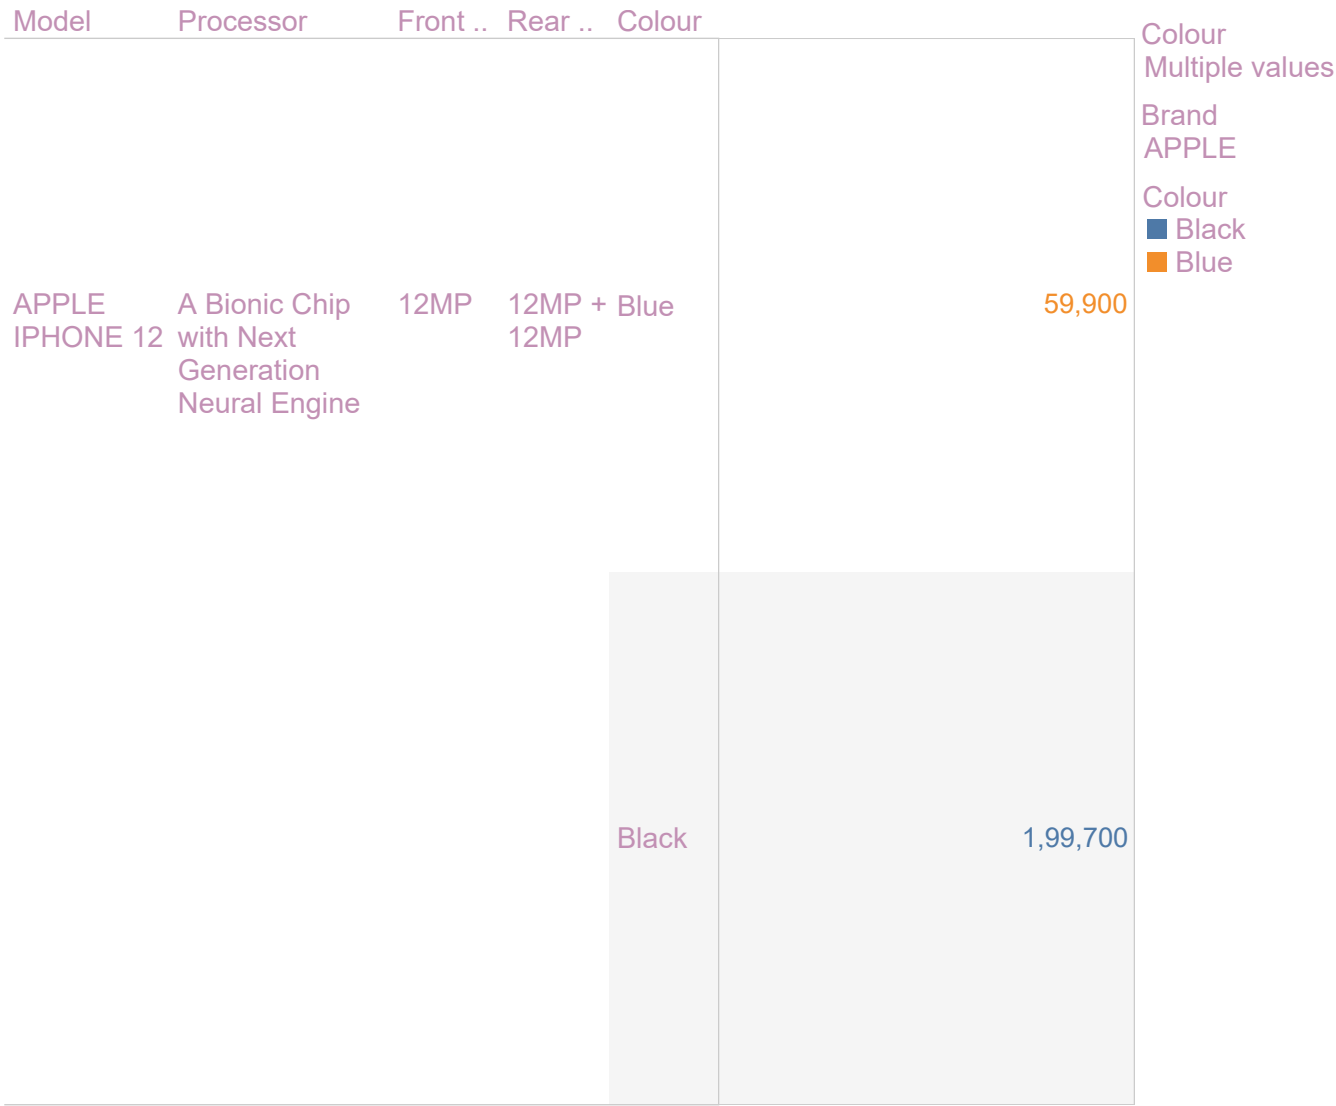 Model Processor Front .. Rear .. Colour
APPLE IPHONE 12 A Bionic Chip with Next Generation Neural Engine 12MP 12MP + 12MP Blue 59,900
Black 1,99,700
Colour
Multiple values
Brand
APPLE
Colour
Black
Blue